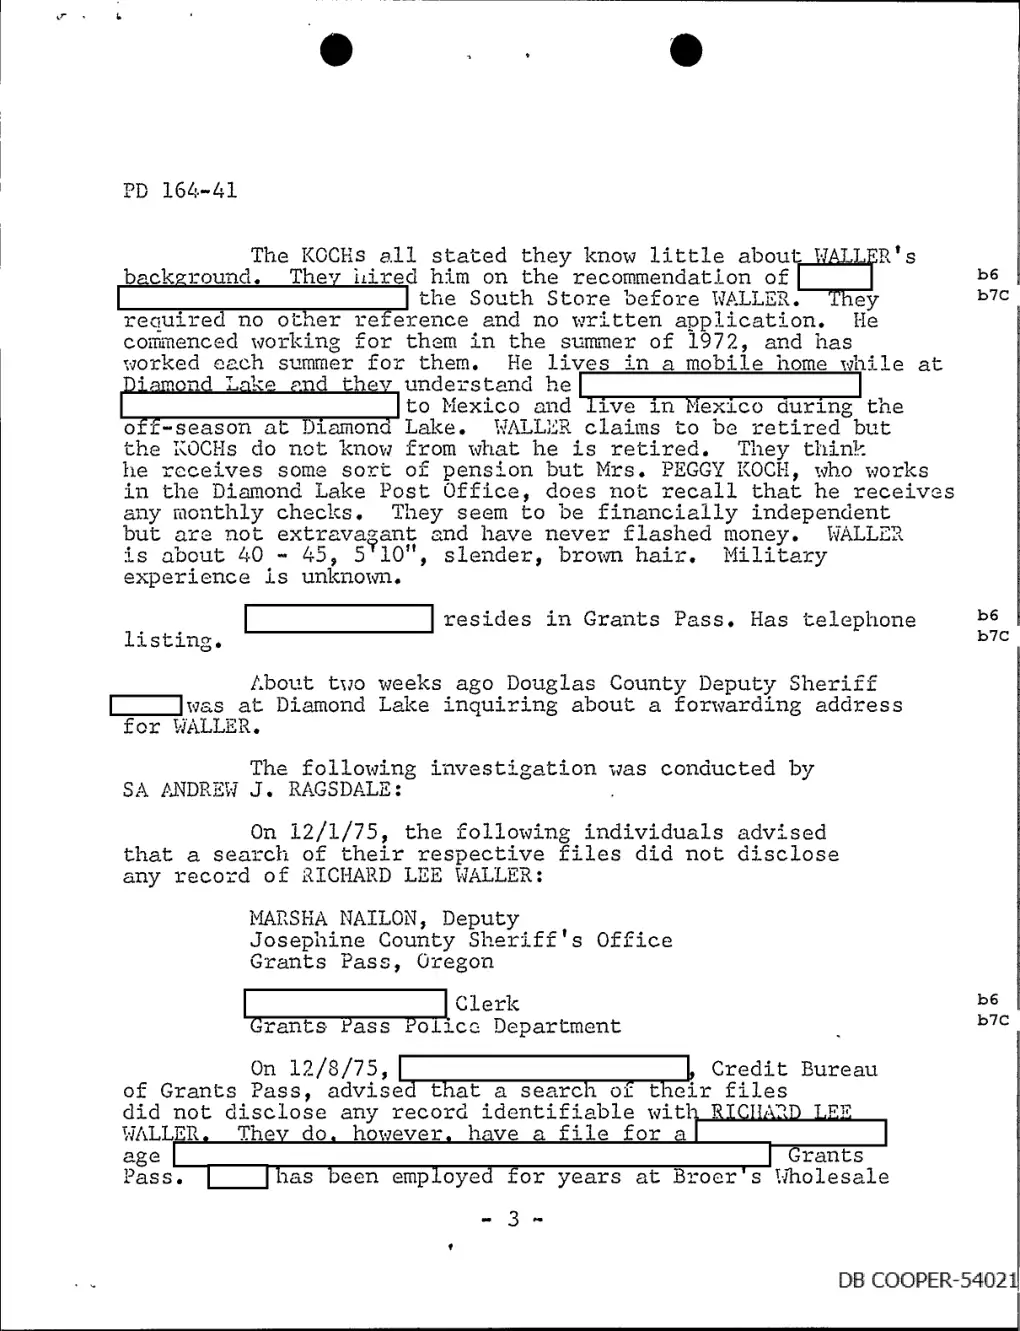 PD 164-41
The KOCHs all stated they know little about WALLER's
background. They hired him on the recommendation of
b6
the South Store before WALLER. They
b7C
required no other reference and no written application. He
commenced working for them in the summer of 1972, and has
worked each summer for them. He lives in a mobile home while at
Diamond Lake and they understand he
to Mexico and live in Mexico during the
off-season at Diamond Lake. WALLER claims to be retired but
the KOCHs do not know from what he is retired. They think
he receives some sort of pension but Mrs. PEGGY KOCH, who works
in the Diamond Lake Post Office, does not recall that he receives
any monthly checks. They seem to be financially independent
but are not extravagant and have never flashed money. WALLER
is about 40 - 45, 5'10", slender, brown hair. Military
experience is unknown.
resides in Grants Pass. Has telephone
b6
listing.
b7C
About two weeks ago Douglas County Deputy Sheriff
was at Diamond Lake inquiring about a forwarding address
for WALLER.
The following investigation was conducted by
SA ANDREW J. RAGSDALE:
On 12/1/75, the following individuals advised
that a search of their respective files did not disclose
any record of RICHARD LEE WALLER:
MARSHA NAILON, Deputy
Josephine County Sheriff's Office
Grants Pass, Oregon
Clerk
b6
Grants Pass Police Department
b7C
On 12/8/75, , Credit Bureau
of Grants Pass, advised that a search of their files
did not disclose any record identifiable with RICHARD LEE
WALLER. They do, however, have a file for a
age Grants
Pass. has been employed for years at Broer's Wholesale
- 3 -
DB COOPER-54021